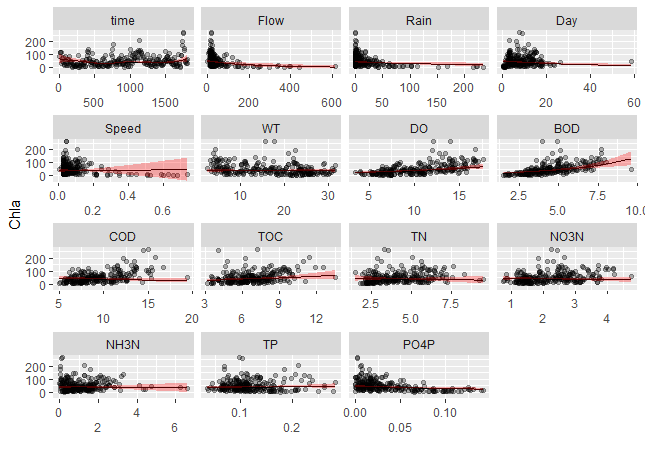 time Flow Rain Day
200
100
0
500 1000 1500 0 200 400 600 0 50 100 150 200 0 20 40 60
Speed WT DO BOD
200
100
0
0.0 0.2 0.4 0.6 10 20 30 5 10 15 2.5 5.0 7.5 10.0
Chla
COD TOC TN NO3N
200
100
0
5 10 15 20 3 6 9 12 2.5 5.0 7.5 1 2 3 4
NH3N TP PO4P
200
100
0
0 2 4 6 0.1 0.2 0.00 0.05 0.10